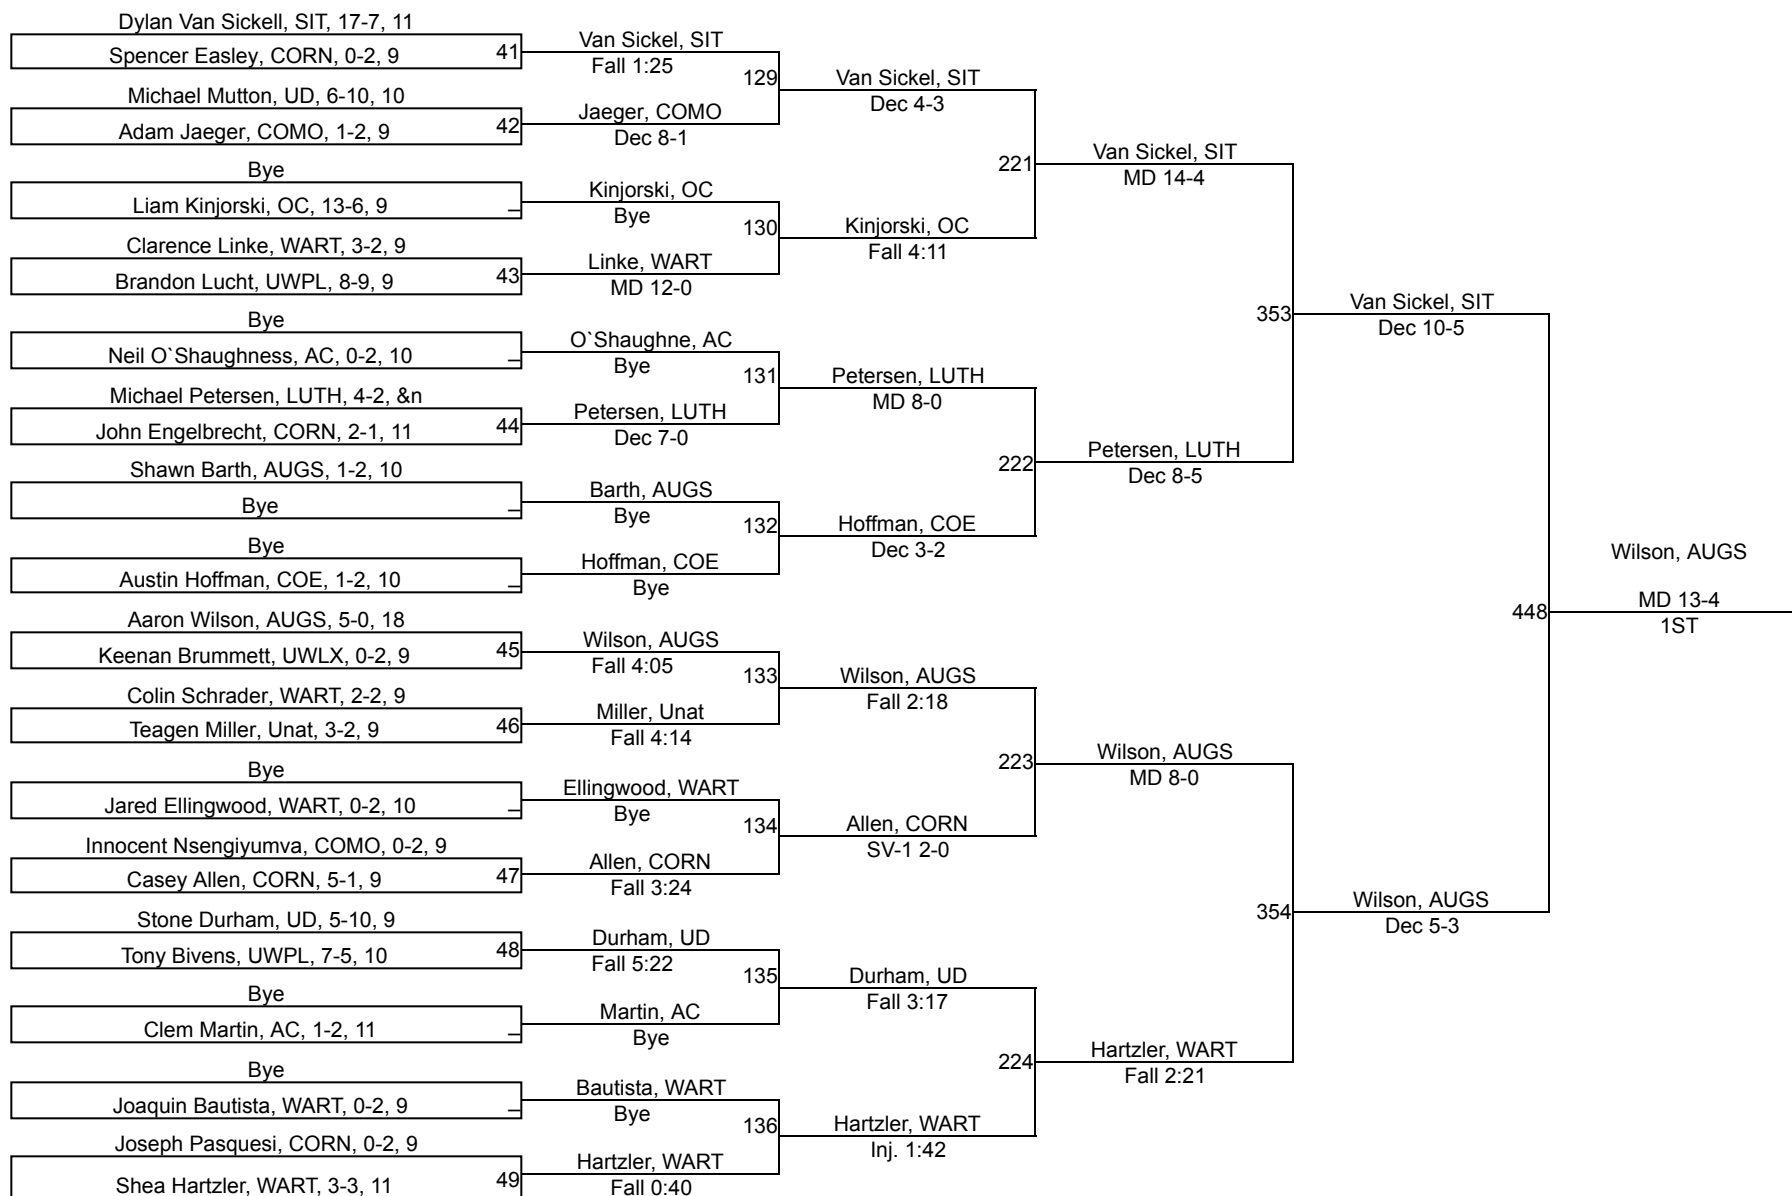 Dylan Van Sickell, SIT, 17-7, 11
Spencer Easley, CORN, 0-2, 9
41
Michael Mutton, UD, 6-10, 10
Adam Jaeger, COMO, 1-2, 9
42
Bye
Liam Kinjorski, OC, 13-6, 9
_
Clarence Linke, WART, 3-2, 9
Brandon Lucht, UWPL, 8-9, 9
43
Bye
Neil O`Shaughness, AC, 0-2, 10
_
Michael Petersen, LUTH, 4-2, &n
John Engelbrecht, CORN, 2-1, 11
44
Shawn Barth, AUGS, 1-2, 10
Bye
_
Bye
Austin Hoffman, COE, 1-2, 10
_
Aaron Wilson, AUGS, 5-0, 18
Keenan Brummett, UWLX, 0-2, 9
45
Colin Schrader, WART, 2-2, 9
Teagen Miller, Unat, 3-2, 9
46
Bye
Jared Ellingwood, WART, 0-2, 10
_
Innocent Nsengiyumva, COMO, 0-2, 9
Casey Allen, CORN, 5-1, 9
47
Stone Durham, UD, 5-10, 9
Tony Bivens, UWPL, 7-5, 10
48
Bye
Clem Martin, AC, 1-2, 11
_
Bye
Joaquin Bautista, WART, 0-2, 9
_
Joseph Pasquesi, CORN, 0-2, 9
Shea Hartzler, WART, 3-3, 11
49
Van Sickel, SIT
Fall 1:25
129
Jaeger, COMO
Dec 8-1
Kinjorski, OC
Bye
130
Linke, WART
MD 12-0
O`Shaughne, AC
Bye
131
Petersen, LUTH
Dec 7-0
Barth, AUGS
Bye
132
Hoffman, COE
Bye
Wilson, AUGS
Fall 4:05
133
Miller, Unat
Fall 4:14
Ellingwood, WART
Bye
134
Allen, CORN
Fall 3:24
Durham, UD
Fall 5:22
135
Martin, AC
Bye
Bautista, WART
Bye
136
Hartzler, WART
Fall 0:40
Van Sickel, SIT
Dec 4-3
221
Kinjorski, OC
Fall 4:11
Petersen, LUTH
MD 8-0
222
Hoffman, COE
Dec 3-2
Wilson, AUGS
Fall 2:18
223
Allen, CORN
SV-1 2-0
Durham, UD
Fall 3:17
224
Hartzler, WART
Inj. 1:42
Van Sickel, SIT
MD 14-4
353
Petersen, LUTH
Dec 8-5
Wilson, AUGS
MD 8-0
354
Hartzler, WART
Fall 2:21
Van Sickel, SIT
Dec 10-5
448
Wilson, AUGS
Dec 5-3
Wilson, AUGS
MD 13-4
1ST